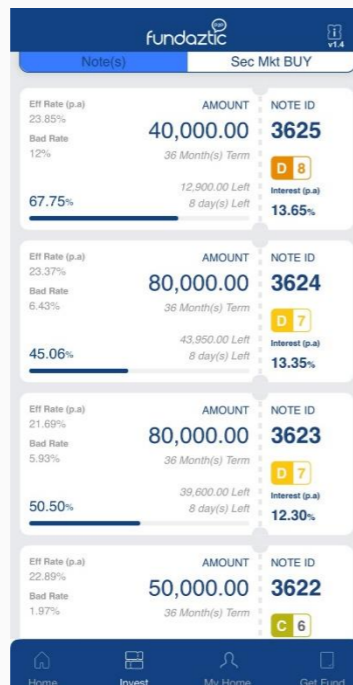 fundaztic
v1.4
Note(s)
Sec Mkt BUY
Eff Rate (p.a)
23.85%
Bad Rate
12%
67.75%
AMOUNT
40,000.00
36 Month(s) Term
12,900.00 Left
8 day(s) Left
NOTE ID
3625
D 8
Interest (p.a)
13.65%
Eff Rate (p.a)
23.37%
Bad Rate
6.43%
45.06%
AMOUNT
80,000.00
36 Month(s) Term
43,950.00 Left
8 day(s) Left
NOTE ID
3624
D 7
Interest (p.a)
13.35%
Eff Rate (p.a)
21.69%
Bad Rate
5.93%
50.50%
AMOUNT
80,000.00
36 Month(s) Term
39,600.00 Left
8 day(s) Left
NOTE ID
3623
D 7
Interest (p.a)
12.30%
Eff Rate (p.a)
22.89%
Bad Rate
1.97%
AMOUNT
50,000.00
36 Month(s) Term
NOTE ID
3622
C 6
Home
Invest
My Home
Get Fund